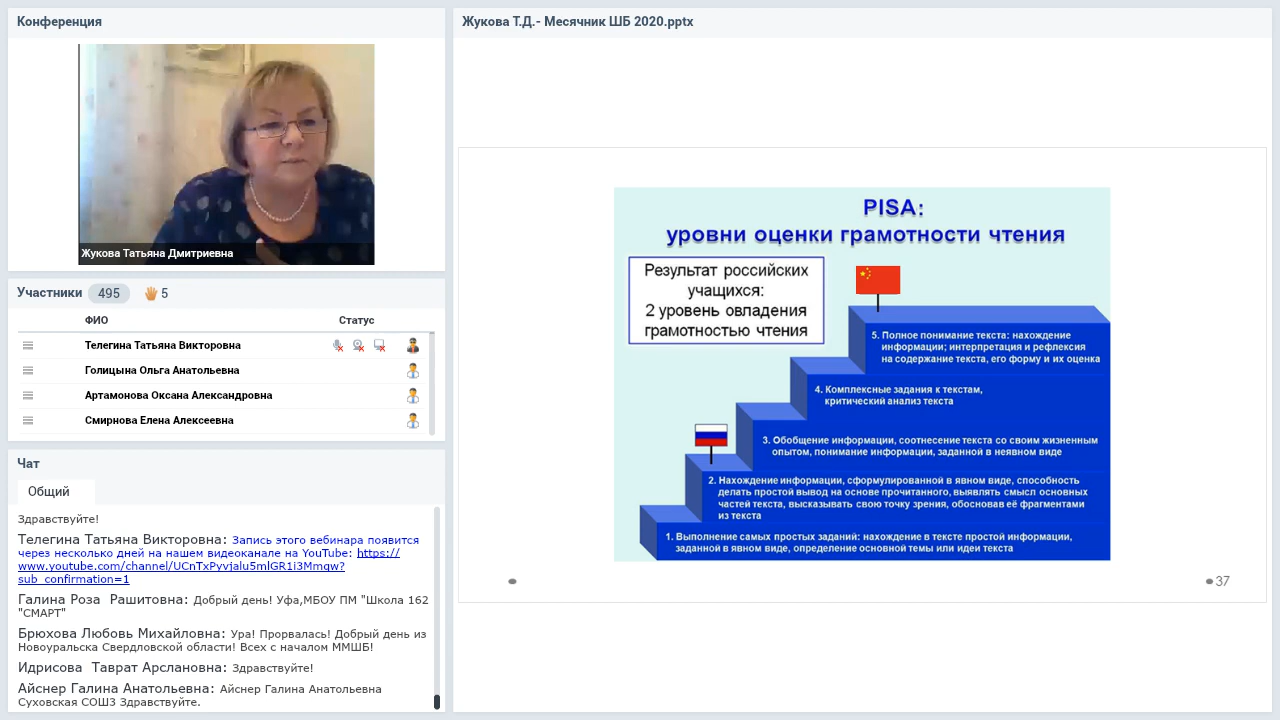 Конференция
Жукова Татьяна Дмитриевна
Участники 495 5
ФИО Статус
Телегина Татьяна Викторовна
Голицына Ольга Анатольевна
Артамонова Оксана Александровна
Смирнова Елена Алексеевна
Чат
Общий
Здравствуйте!
Телегина Татьяна Викторовна: Запись этого вебинара появится
через несколько дней на нашем видеоканале на YouTube: https://
www.youtube.com/channel/UCnTxPyvjalu5mlGR1i3Mmqw?
sub_confirmation=1
Галина Роза Рашитовна: Добрый день! Уфа,МБОУ ПМ "Школа 162
"СМАРТ"
Брюхова Любовь Михайловна: Ура! Прорвалась! Добрый день из
Новоуральска Свердловской области! Всех с началом ММШБ!
Идрисова Таврат Арслановна: Здравствуйте!
Айснер Галина Анатольевна: Айснер Галина Анатольевна
Суховская СОШ3 Здравствуйте.
Жукова Т.Д.- Месячник ШБ 2020.pptx
PISA:
уровни оценки грамотности чтения
Результат российских
учащихся:
2 уровень овладения
грамотностью чтения
5. Полное понимание текста: нахождение
информации; интерпретация и рефлексия
на содержание текста, его форму и их оценка
4. Комплексные задания к текстам,
критический анализ текста
3. Обобщение информации, соотнесение текста со своим жизненным
опытом, понимание информации, заданной в неявном виде
2. Нахождение информации, сформулированной в явном виде, способность
делать простой вывод на основе прочитанного, выявлять смысл основных
частей текста, высказывать свою точку зрения, обосновав её фрагментами
из текста
1. Выполнение самых простых заданий: нахождение в тексте простой информации,
заданной в явном виде, определение основной темы или идеи текста
37